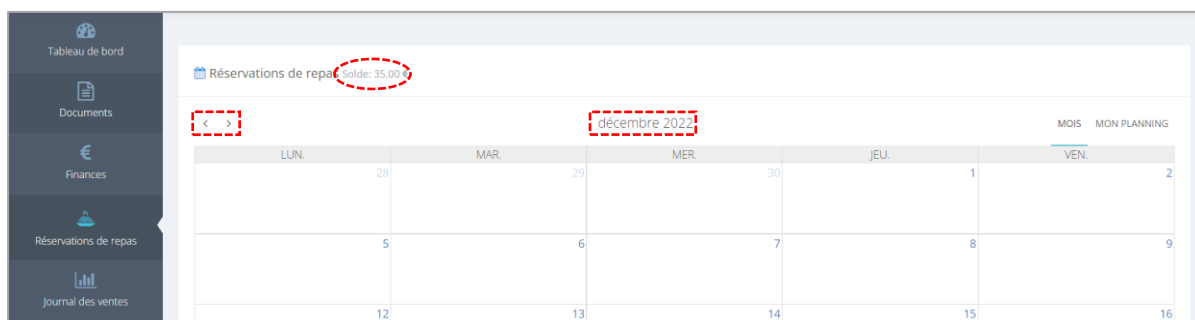 Tableau de bord
Documents
€
Finances
Réservations de repas
Journal des ventes
Réservations de repas Solde: 35,00 €
< >
décembre 2022
MOIS MON PLANNING
LUN. MAR. MER. JEU. VEN.
28 29 30 1 2
5 6 7 8 9
12 13 14 15 16